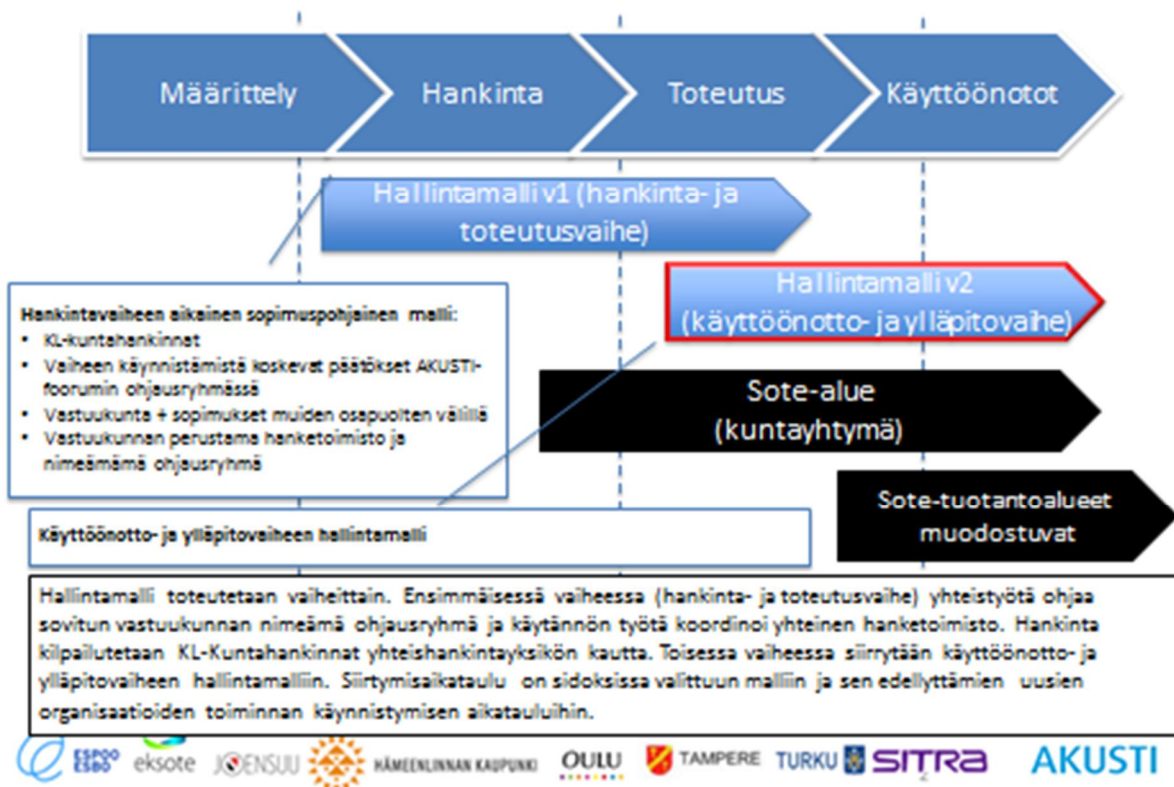 Määrittely
Hankinta
Toteutus
Käyttöönotot
Hallintamalli v1 (hankinta- ja
toteutusvaihe)
Hallintamalli v2
(käyttöönotto- ja ylläpitovaihe)
Hankintavaiheen aikainen sopimuspohjainen malli:
• KL-kuntahankinnat
• Vaiheen käynnistämistä koskevat päätökset AKUSTI-
foorumin ohjausryhmässä
• Vastuukunta + sopimukset muiden osapuolten välillä
• Vastuukunnan perustama hanketoimisto ja
nimeämämä ohjausryhmä
Sote-alue
(kuntayhtymä)
Sote-tuotantoalueet
muodostuvat
Käyttöönotto- ja ylläpitovaiheen hallintamalli
Hallintamalli toteutetaan vaiheittain. Ensimmäisessä vaiheessa (hankinta- ja toteutusvaihe) yhteistyötä ohjaa
sovitun vastuukunnan nimeämä ohjausryhmä ja käytännön työtä koordinoi yhteinen hanketoimisto. Hankinta
kilpailutetaan KL-Kuntahankinnat yhteishankintayksikön kautta. Toisessa vaiheessa siirrytään käyttöönotto- ja
ylläpitovaiheen hallintamalliin. Siirtymisaikataulu on sidoksissa valittuun malliin ja sen edellyttämien uusien
organisaatioiden toiminnan käynnistymisen aikatauluihin.
ESPOO
ESBO
eksote
JOENSUU
HÄMEENLINNAN KAUPUNKI
OULU
TAMPERE
TURKU
SITRA
2
AKUSTI